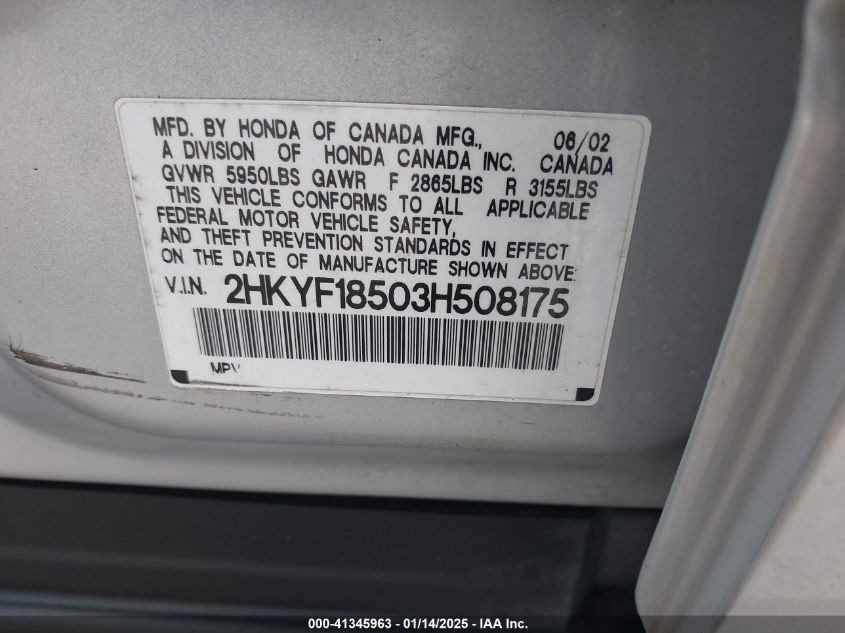 MFD. BY HONDA OF CANADA MFG., 06/02
A DIVISION OF HONDA CANADA INC. CANADA
GVWR 5950LBS GAWR F 2865LBS R 3155LBS
THIS VEHICLE CONFORMS TO ALL APPLICABLE
FEDERAL MOTOR VEHICLE SAFETY,
AND THEFT PREVENTION STANDARDS IN EFFECT
ON THE DATE OF MANUFACTURE SHOWN ABOVE:
V.I.N. 2HKYF18503H508175
MPV
000-41345963 - 01/14/2025 - IAA Inc.